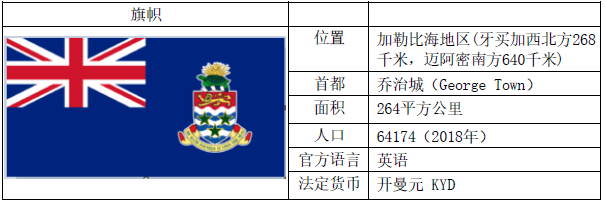 旗帜
位置
加勒比海地区(牙买加西北方268
千米，迈阿密南方640千米)
首都
乔治城（George Town）
面积
264平方公里
人口
64174（2018年）
官方语言
英语
法定货币
开曼元 KYD